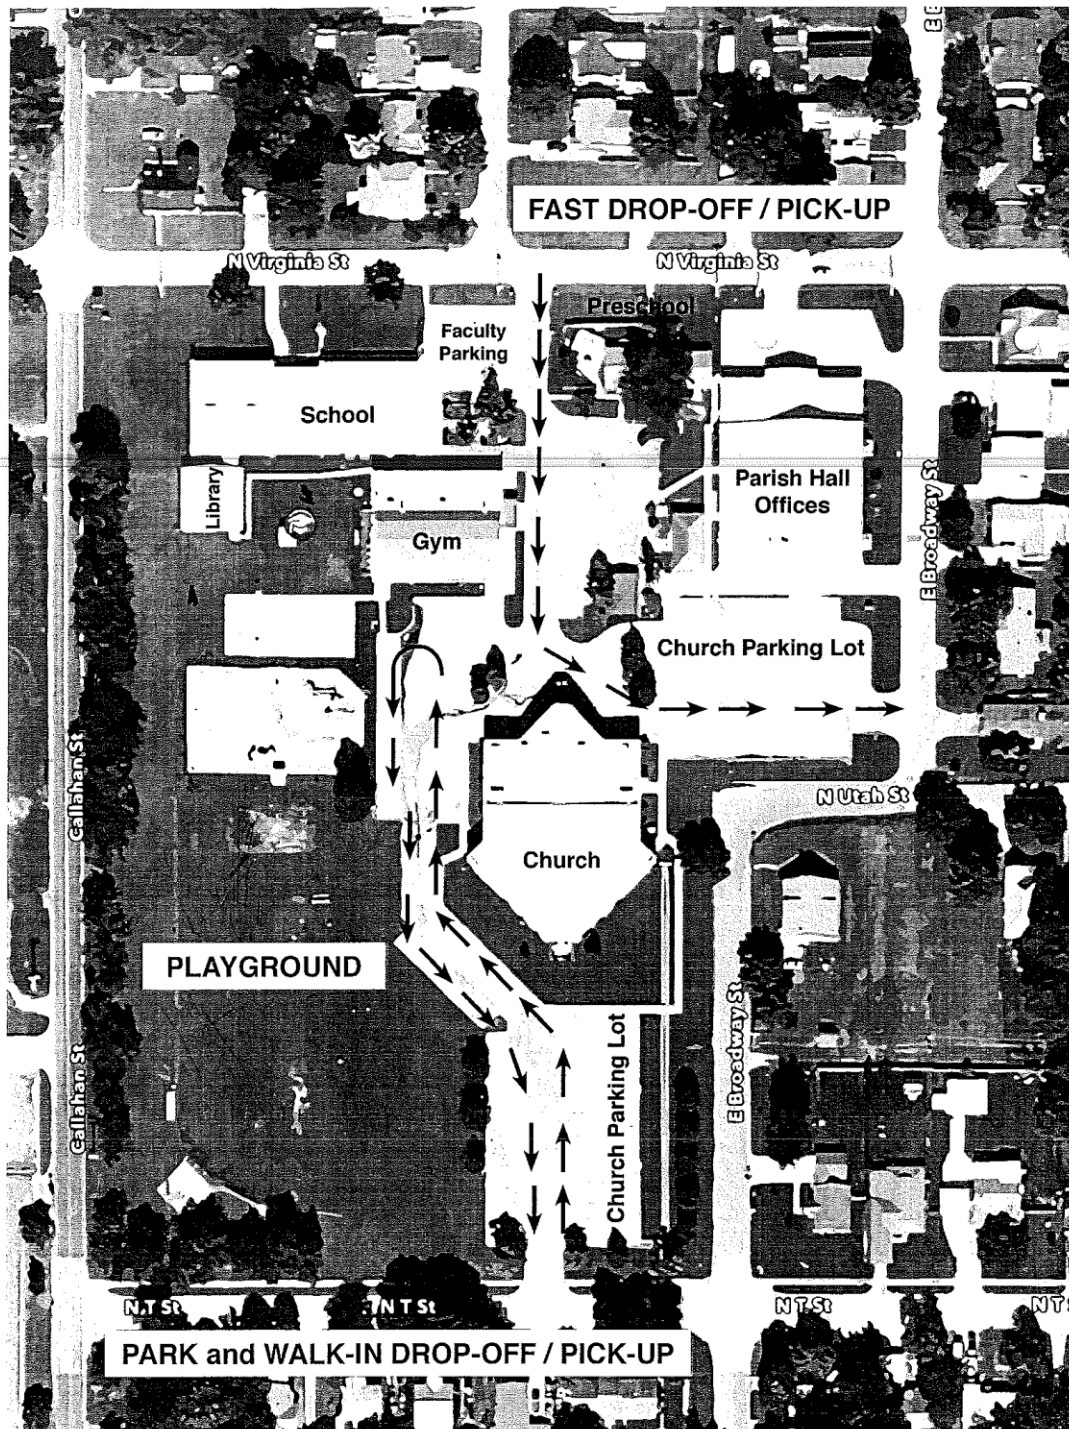 E B
FAST DROP-OFF / PICK-UP
N Virginia St
N Virginia St
Preschool
Faculty
Parking
School
Library
Gym
Parish Hall
Offices
E Broadway St
Church Parking Lot
Callahan St
N Utah St
Church
PLAYGROUND
E Broadway St
Church Parking Lot
Callahan St
N T St
N T St
N T St
N T
PARK and WALK-IN DROP-OFF / PICK-UP